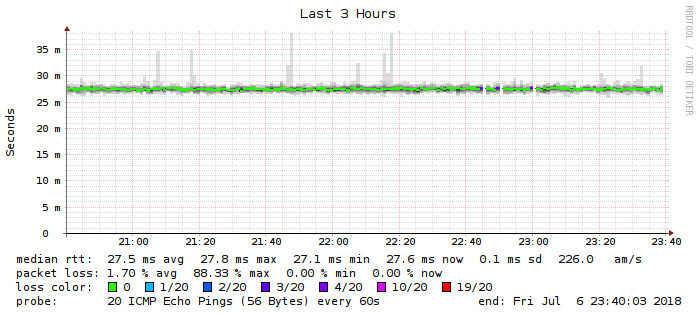 Last 3 Hours
RRDTOOL / TOBI OETIKER
Seconds
35 m
30 m
25 m
20 m
15 m
10 m
5 m
0
21:00 21:20 21:40 22:00 22:20 22:40 23:00 23:20 23:40
median rtt: 27.5 ms avg 27.8 ms max 27.1 ms min 27.6 ms now 0.1 ms sd 226.0 am/s
packet loss: 1.70 % avg 88.33 % max 0.00 % min 0.00 % now
loss color: 0 1/20 2/20 3/20 4/20 10/20 19/20
probe: 20 ICMP Echo Pings (56 Bytes) every 60s end: Fri Jul 6 23:40:03 2018